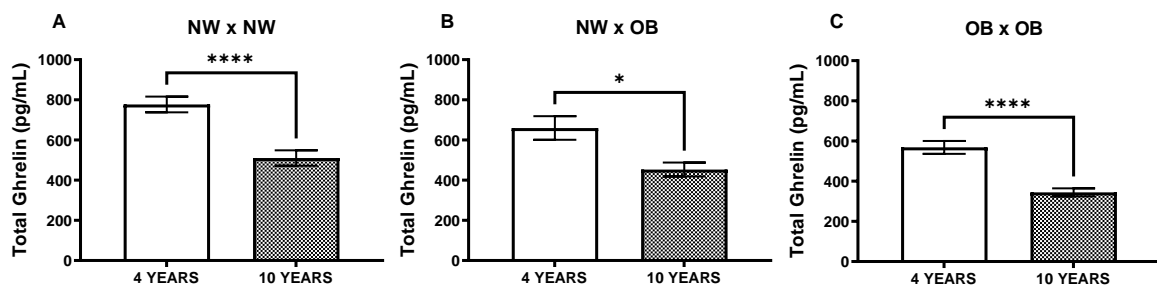 A
NW x NW
Total Ghrelin (pg/mL)
1000
800
600
400
200
0
****
4 YEARS
10 YEARS
B
NW x OB
Total Ghrelin (pg/mL)
1000
800
600
400
200
0
*
4 YEARS
10 YEARS
C
OB x OB
Total Ghrelin (pg/mL)
1000
800
600
400
200
0
****
4 YEARS
10 YEARS